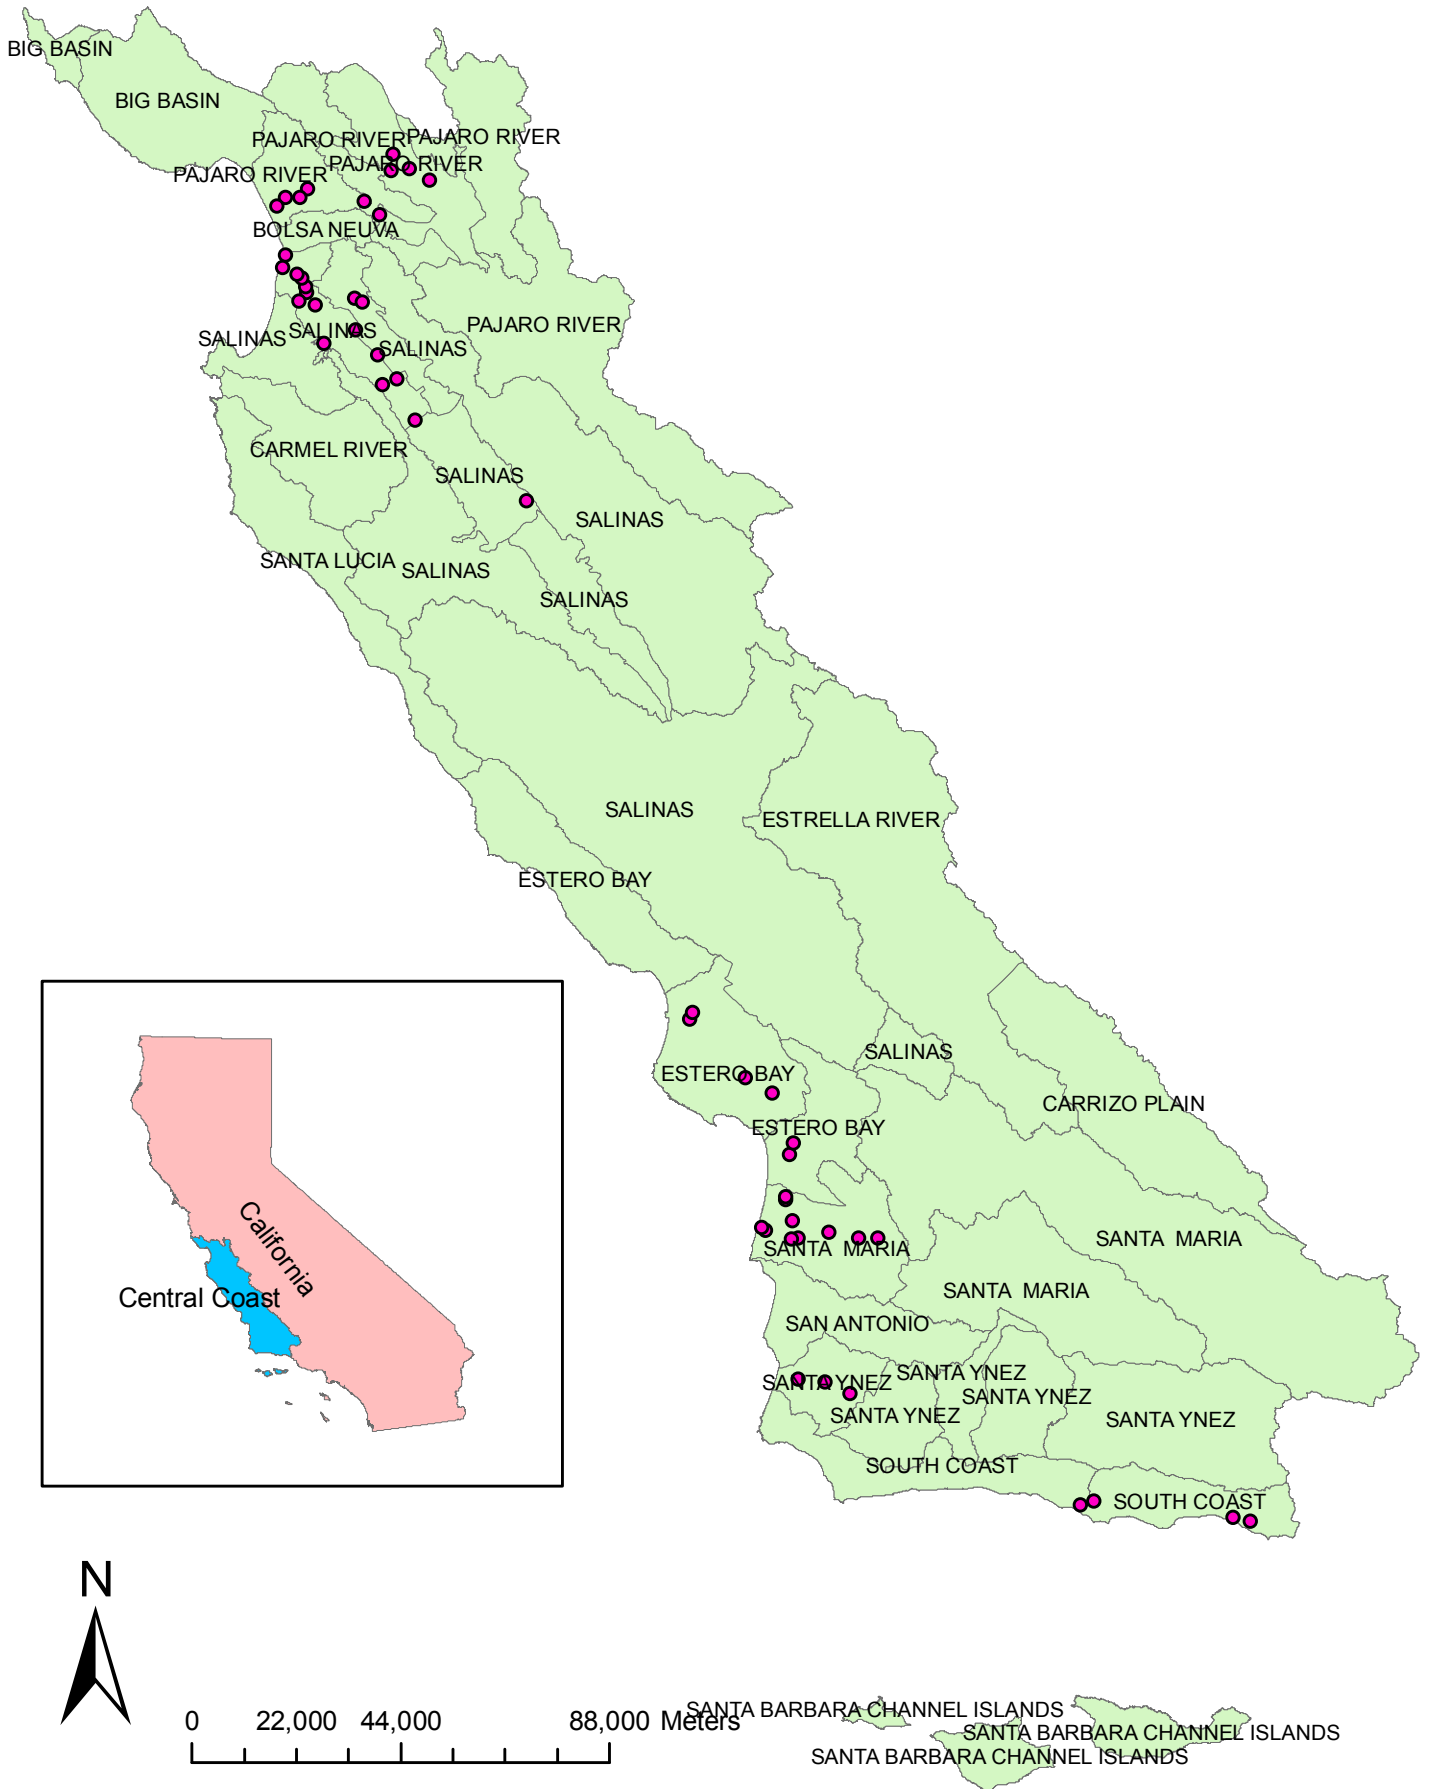 BIG BASIN
BIG BASIN
PAJARO RIVER
PAJARO RIVER
PAJARO RIVER
PAJARO RIVER
BOLSA NEUVA
PAJARO RIVER
SALINAS
SALINAS
SALINAS
CARMEL RIVER
SALINAS
SALINAS
SANTA LUCIA
SALINAS
SALINAS
SALINAS
ESTRELLA RIVER
ESTERO BAY
SALINAS
ESTERO BAY
CARRIZO PLAIN
ESTERO BAY
SANTA MARIA
SANTA MARIA
SANTA MARIA
SAN ANTONIO
SANTA YNEZ
SANTA YNEZ
SANTA YNEZ
SANTA YNEZ
SANTA YNEZ
SOUTH COAST
SOUTH COAST
California
Central Coast
N
0 22,000 44,000 88,000 Meters
SANTA BARBARA CHANNEL ISLANDS
SANTA BARBARA CHANNEL ISLANDS
SANTA BARBARA CHANNEL ISLANDS